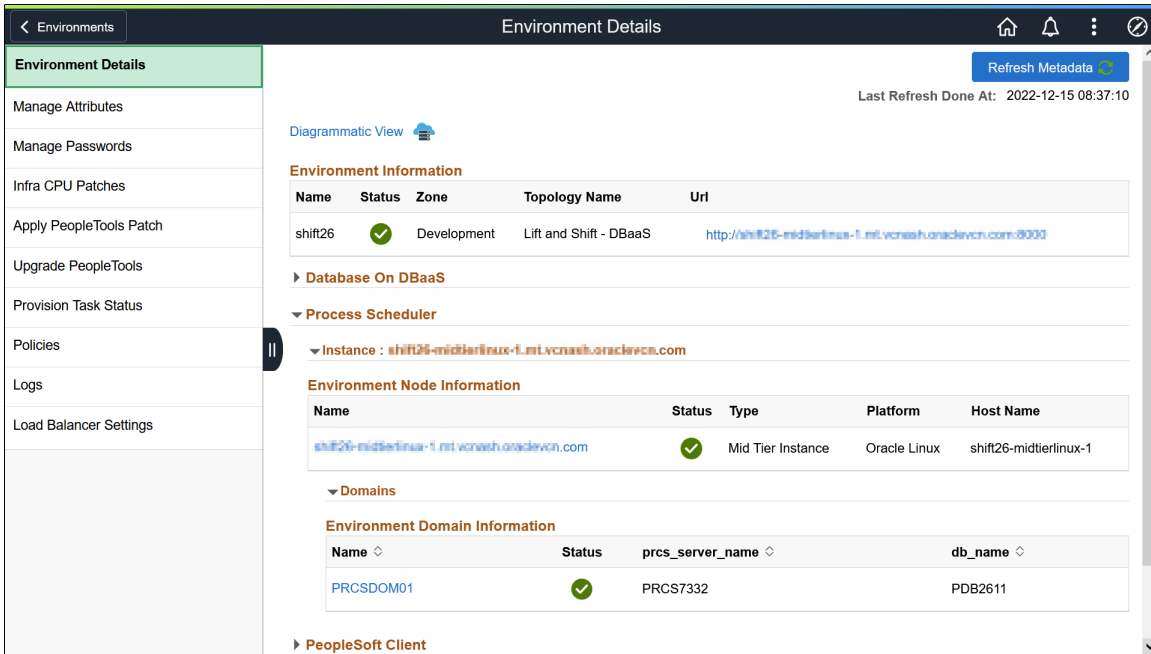 Environments
Environment Details
Environment Details
Manage Attributes
Manage Passwords
Infra CPU Patches
Apply PeopleTools Patch
Upgrade PeopleTools
Provision Task Status
Policies
Logs
Load Balancer Settings
Refresh Metadata
Last Refresh Done At: 2022-12-15 08:37:10
Diagrammatic View
Environment Information
Name Status Zone Topology Name Url
shift26 Development Lift and Shift - DBaaS http://
Database On DBaaS
Process Scheduler
Instance : .com
Environment Node Information
Name Status Type Platform Host Name
.com Mid Tier Instance Oracle Linux shift26-midtierlinux-1
Domains
Environment Domain Information
Name Status prcs_server_name db_name
PRCSDOM01 PRCS7332 PDB2611
PeopleSoft Client